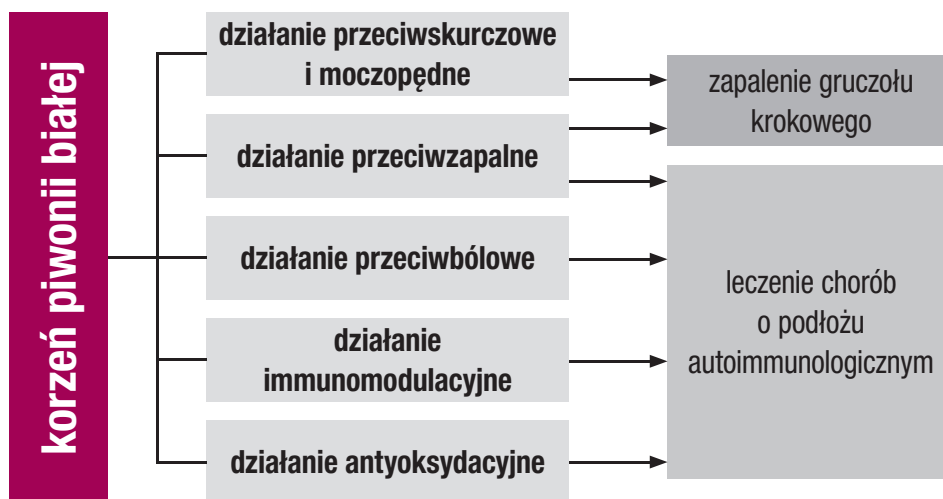 korzeń piwonii białej
działanie przeciwskurczowe
i moczopędne
działanie przeciwzapalne
działanie przeciwbólowe
działanie
immunomodulacyjne
działanie antyoksydacyjne
zapalenie gruczołu
krokowego
leczenie chorób
o podłożu
autoimmunologicznym